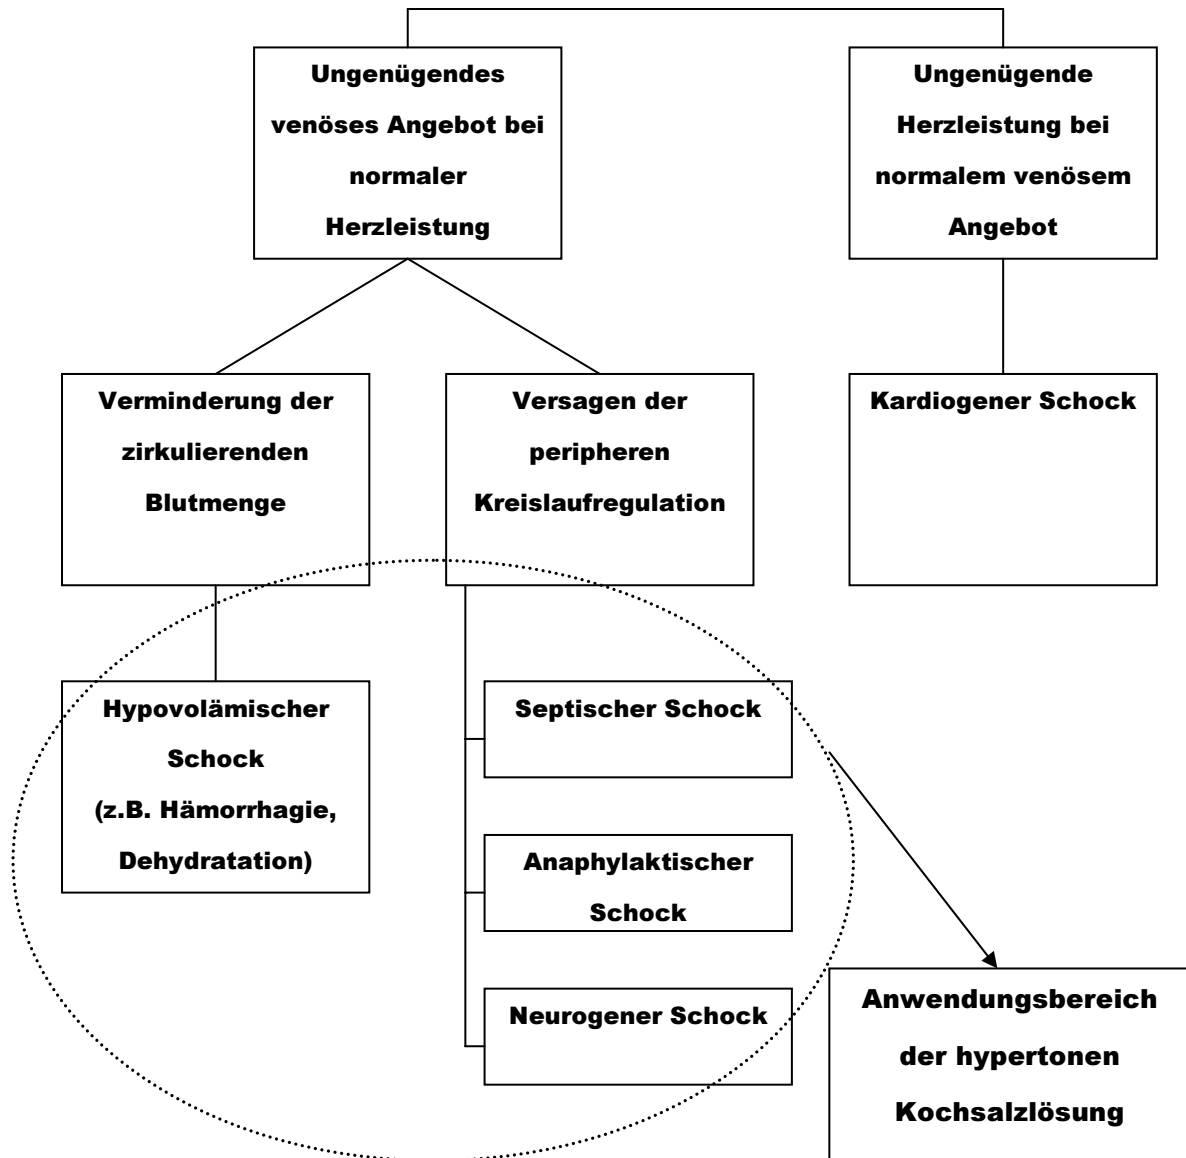 Ungenügendes
venöses Angebot bei
normaler
Herzleistung
Ungenügende
Herzleistung bei
normalem venösem
Angebot
Verminderung der
zirkulierenden
Blutmenge
Versagen der
peripheren
Kreislaufregulation
Kardiogener Schock
Hypovolämischer
Schock
(z.B. Hämorrhagie,
Dehydratation)
Septischer Schock
Anaphylaktischer
Schock
Neurogener Schock
Anwendungsbereich
der hypertonen
Kochsalzlösung